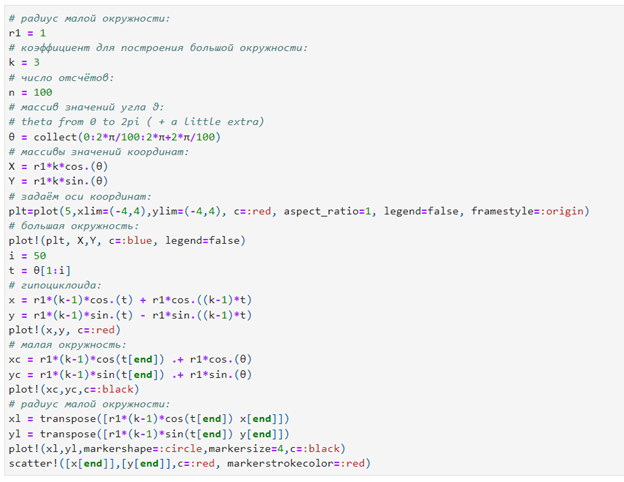 # радиус малой окружности:
r1 = 1
# коэффициент для построения большой окружности:
k = 3
# число отсчётов:
n = 100
# массив значений угла θ:
# theta from 0 to 2pi ( + a little extra)
θ = collect(0:2*π/100:2*π+2*π/100)
# массивы значений координат:
X = r1*k*cos.(θ)
Y = r1*k*sin.(θ)
# задаём оси координат:
plt=plot(5,xlim=(-4,4),ylim=(-4,4), c=:red, aspect_ratio=1, legend=false, framestyle=:origin)
# большая окружность:
plot!(plt, X,Y, c=:blue, legend=false)
i = 50
t = θ[1:i]
# гипоциклоида:
x = r1*(k-1)*cos.(t) + r1*cos.((k-1)*t)
y = r1*(k-1)*sin.(t) - r1*sin.((k-1)*t)
plot!(x,y, c=:red)
# малая окружность:
xc = r1*(k-1)*cos(t[end]) .+ r1*cos.(θ)
yc = r1*(k-1)*sin(t[end]) .+ r1*sin.(θ)
plot!(xc,yc,c=:black)
# радиус малой окружности:
xl = transpose([r1*(k-1)*cos(t[end]) x[end]])
yl = transpose([r1*(k-1)*sin(t[end]) y[end]])
plot!(xl,yl,markershape=:circle,markersize=4,c=:black)
scatter!([x[end]],[y[end]],c=:red, markerstrokecolor=:red)